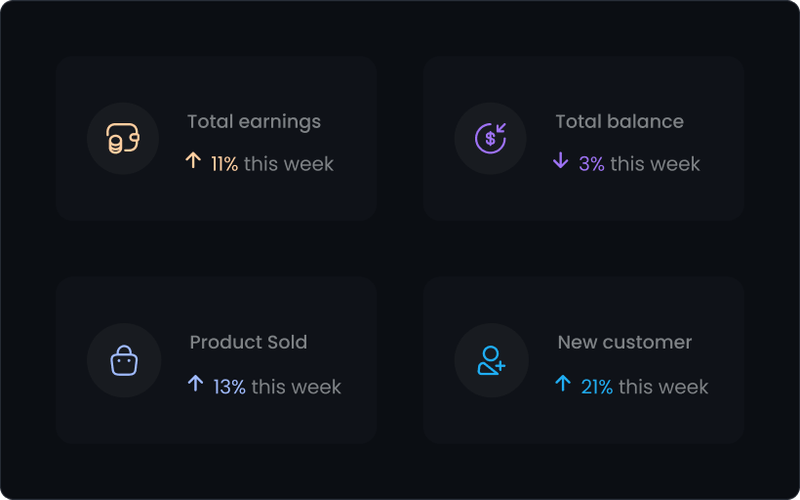 Total earnings
↑ 11% this week
Total balance
↓ 3% this week
Product Sold
↑ 13% this week
New customer
↑ 21% this week